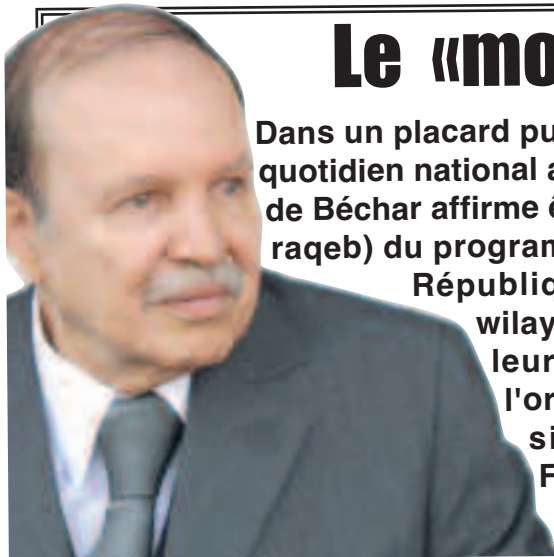 Le «mo
Dans un placard pu
quotidien national a
de Béchar affirme ê
raqeb) du program
Républiq
wilay
leur
l'or
si
F